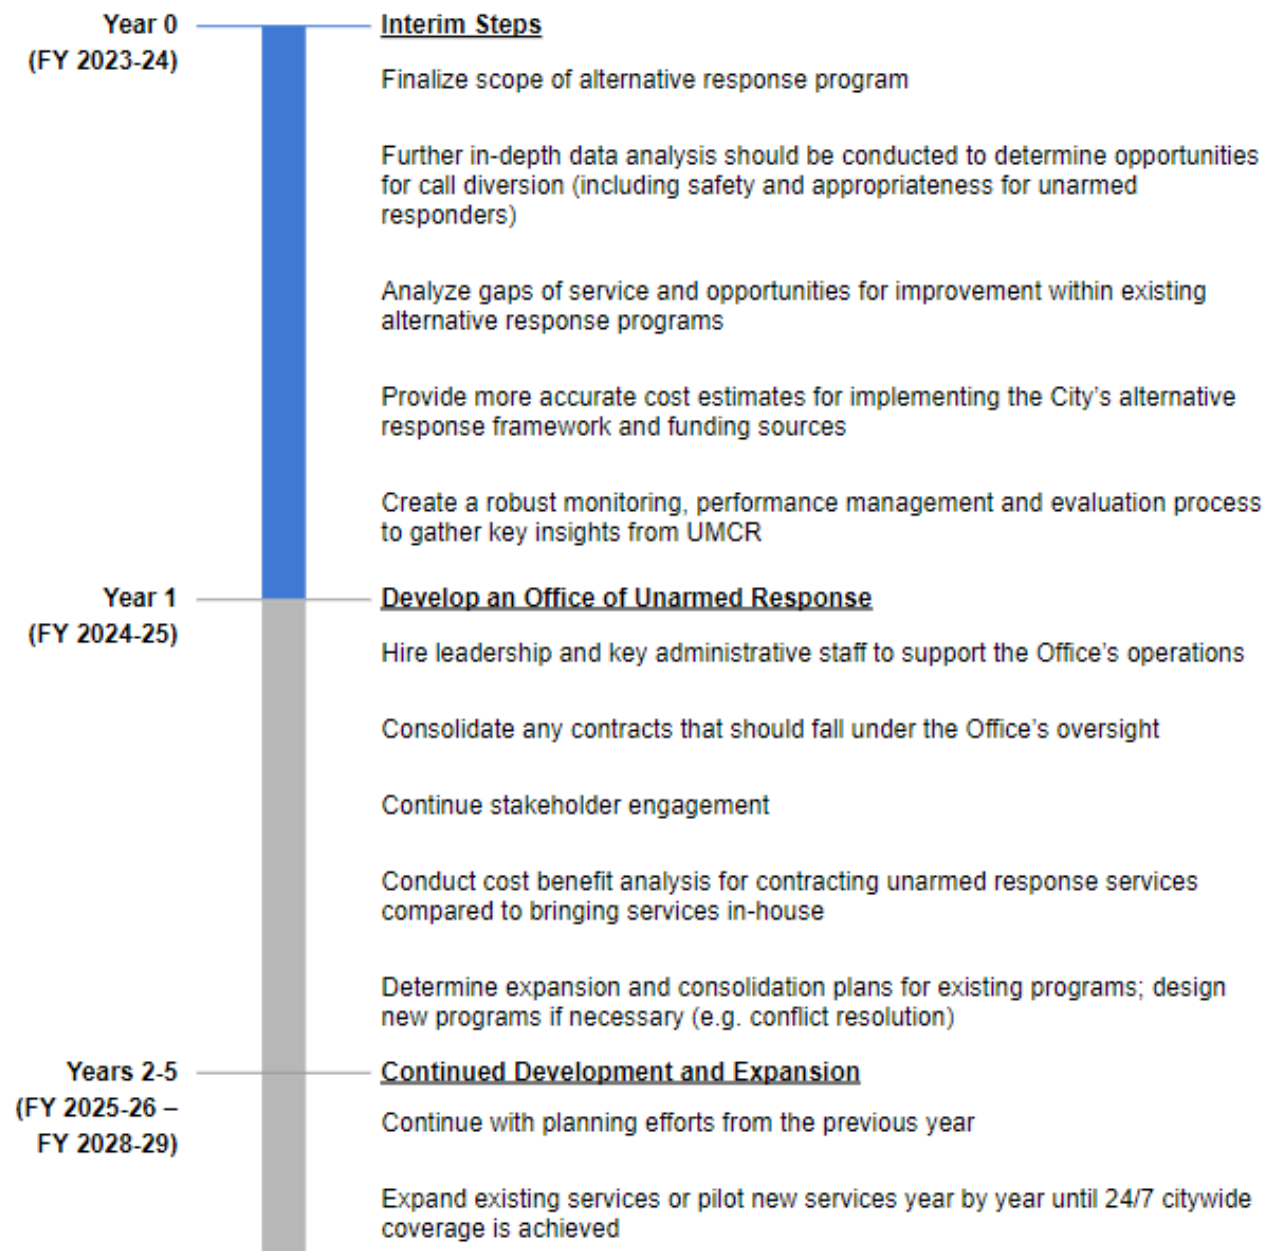 Year 0
(FY 2023-24)
Interim Steps
Finalize scope of alternative response program
Further in-depth data analysis should be conducted to determine opportunities
for call diversion (including safety and appropriateness for unarmed
responders)
Analyze gaps of service and opportunities for improvement within existing
alternative response programs
Provide more accurate cost estimates for implementing the City's alternative
response framework and funding sources
Create a robust monitoring, performance management and evaluation process
to gather key insights from UMCR
Year 1
(FY 2024-25)
Develop an Office of Unarmed Response
Hire leadership and key administrative staff to support the Office's operations
Consolidate any contracts that should fall under the Office's oversight
Continue stakeholder engagement
Conduct cost benefit analysis for contracting unarmed response services
compared to bringing services in-house
Determine expansion and consolidation plans for existing programs; design
new programs if necessary (e.g. conflict resolution)
Years 2-5
(FY 2025-26 –
FY 2028-29)
Continued Development and Expansion
Continue with planning efforts from the previous year
Expand existing services or pilot new services year by year until 24/7 citywide
coverage is achieved